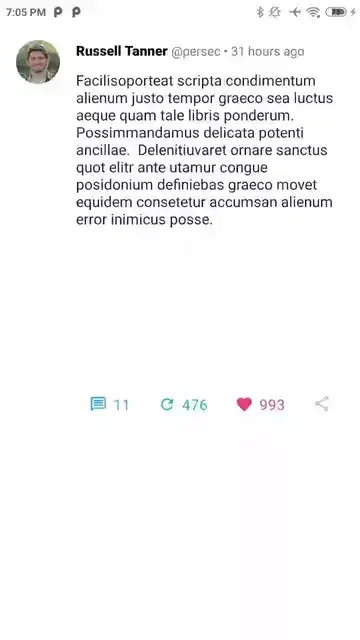 7:05 PM
Russell Tanner @persec • 31 hours ago
Facilisoporteat scripta condimentum
alienum justo tempor graeco sea luctus
aeque quam tale libris ponderum.
Possimmandamus delicata potenti
ancillae.  Delenitiuvaret ornare sanctus
quot elitr ante utamur congue
posidonium definiebas graeco movet
equidem consetetur accumsan alienum
error inimicus posse.
11 476 993